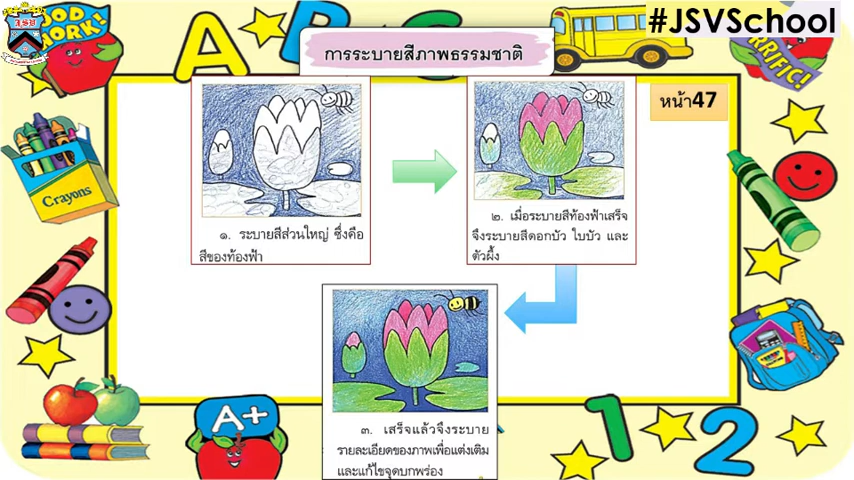 GOOD WORK!
#JSVSchool
TERRIFIC!
A B C
การระบายสีภาพธรรมชาติ
หน้า47
Crayons
๑. ระบายสีส่วนใหญ่ ซึ่งคือ
สีของท้องฟ้า
๒. เมื่อระบายสีท้องฟ้าเสร็จ
จึงระบายสีดอกบัว ใบบัว และ
ตัวผึ้ง
๓. เสร็จแล้วจึงระบาย
รายละเอียดของภาพเพื่อแต่งเติม
และแก้ไขจุดบกพร่อง
A+
1 2